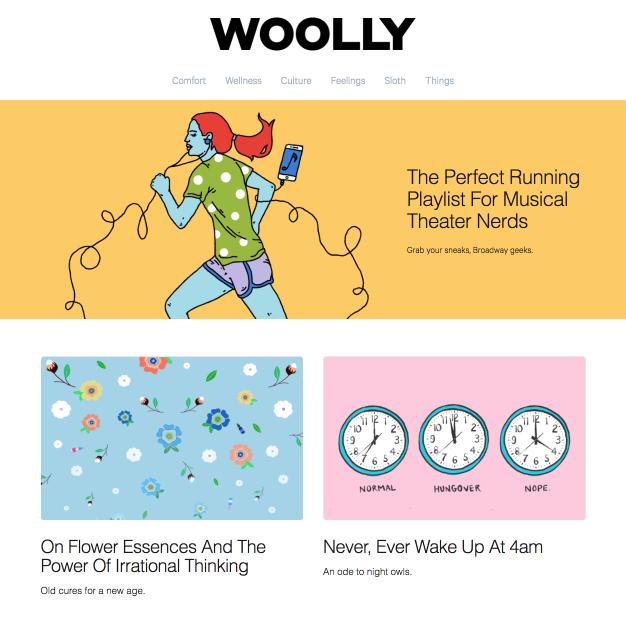 WOOLLY
Comfort Wellness Culture Feelings Sloth Things
The Perfect Running
Playlist For Musical
Theater Nerds
Grab your sneaks, Broadway geeks.
NORMAL HUNGOVER NOPE.
On Flower Essences And The
Power Of Irrational Thinking
Old cures for a new age.
Never, Ever Wake Up At 4am
An ode to night owls.